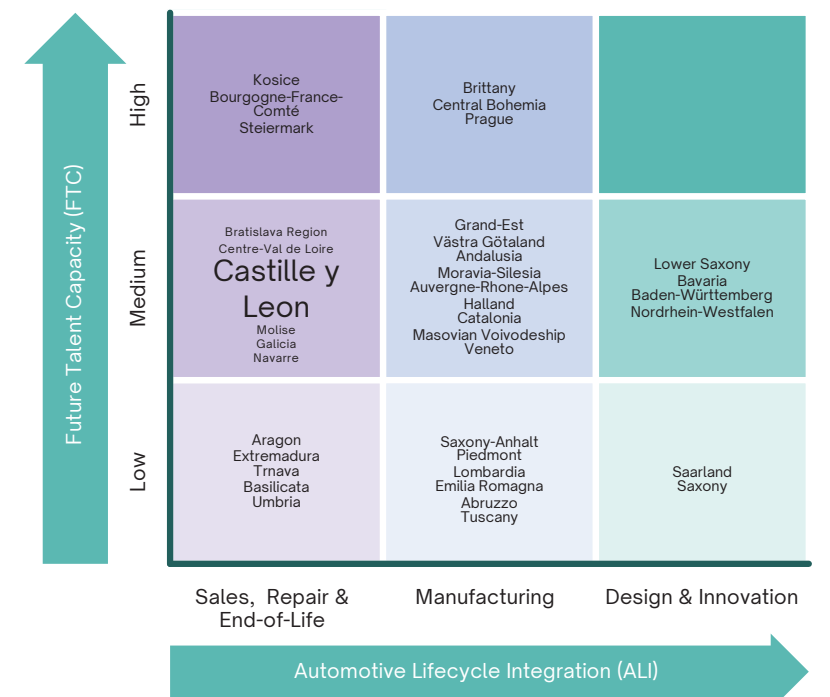 Future Talent Capacity (FTC)
High
Kosice
Bourgogne-France-
Comté
Steiermark
Brittany
Central Bohemia
Prague
Medium
Bratislava Region
Centre-Val de Loire
Castille y
Leon
Molise
Galicia
Navarre
Grand-Est
Västra Götaland
Andalusia
Moravia-Silesia
Auvergne-Rhone-Alpes
Halland
Catalonia
Masovian Voivodeship
Veneto
Lower Saxony
Bavaria
Baden-Württemberg
Nordrhein-Westfalen
Low
Aragon
Extremadura
Trnava
Basilicata
Umbria
Saxony-Anhalt
Piedmont
Lombardia
Emilia Romagna
Abruzzo
Tuscany
Saarland
Saxony
Sales, Repair &
End-of-Life
Manufacturing
Design & Innovation
Automotive Lifecycle Integration (ALI)